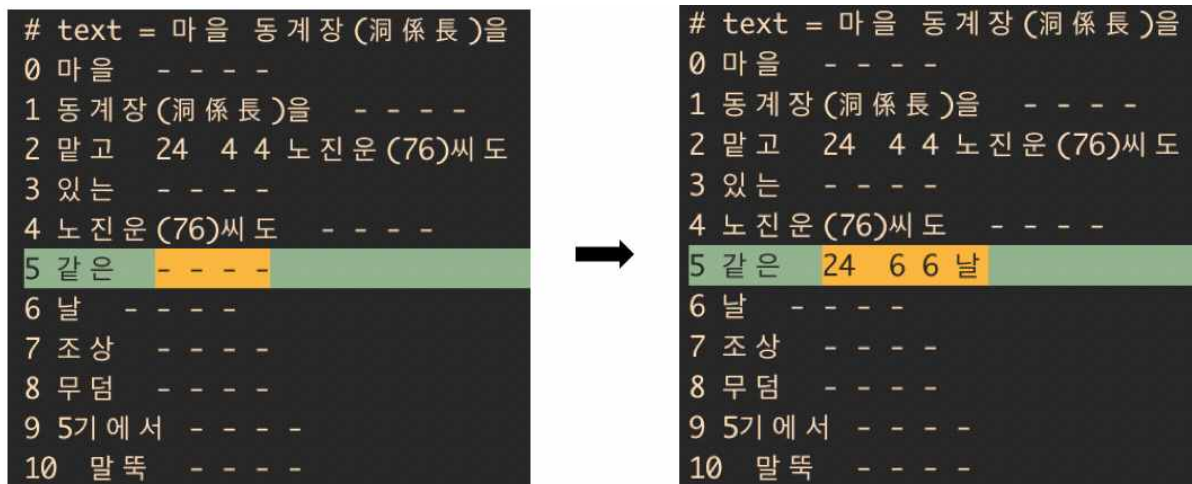 # text = 마을 동계장(洞係長)을
0 마을 - - - -
1 동계장(洞係長)을 - - - -
2 맡고 24 4 4 노진운(76)씨도
3 있는 - - - -
4 노진운(76)씨도 - - - -
5 같은 - - - -
6 날 - - - -
7 조상 - - - -
8 무덤 - - - -
9 5기에서 - - - -
10 말뚝 - - - -
# text = 마을 동계장(洞係長)을
0 마을 - - - -
1 동계장(洞係長)을 - - - -
2 맡고 24 4 4 노진운(76)씨도
3 있는 - - - -
4 노진운(76)씨도 - - - -
5 같은 24 6 6 날
6 날 - - - -
7 조상 - - - -
8 무덤 - - - -
9 5기에서 - - - -
10 말뚝 - - - -